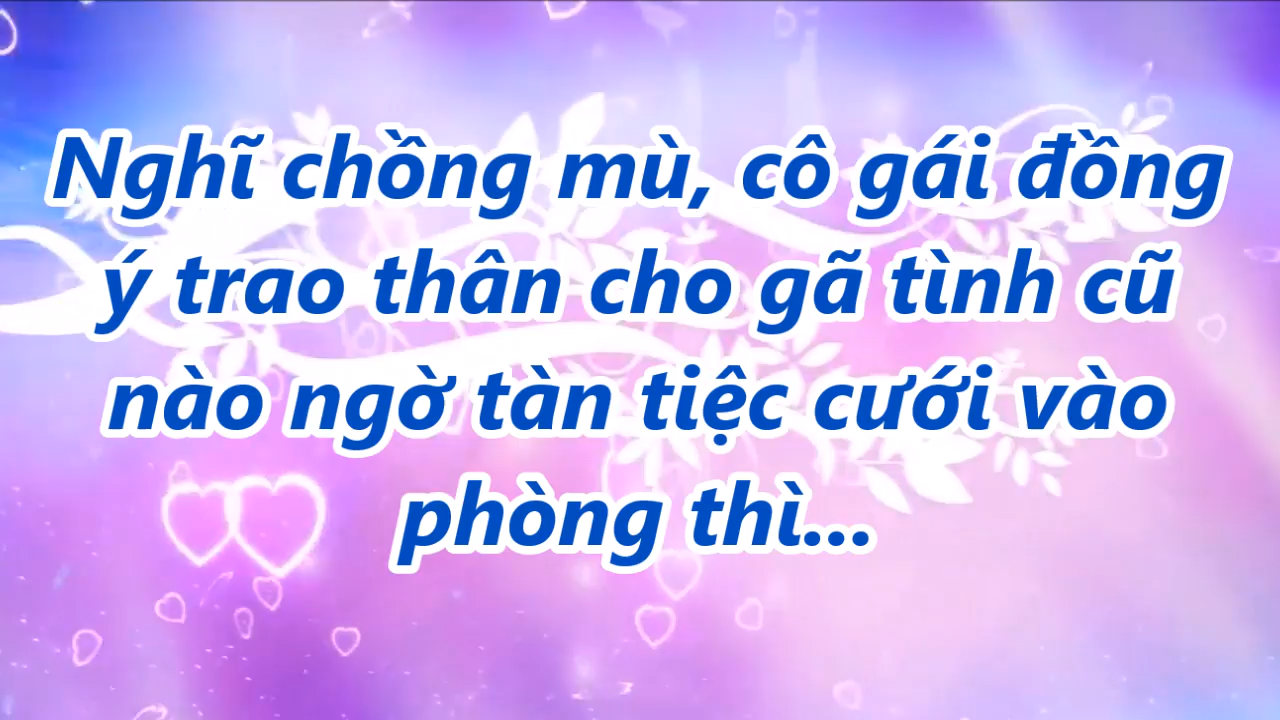 Nghĩ chồng mù, cô gái đồng
ý trao thân cho gã tình cũ
nào ngờ tàn tiệc cưới vào
phòng thì...